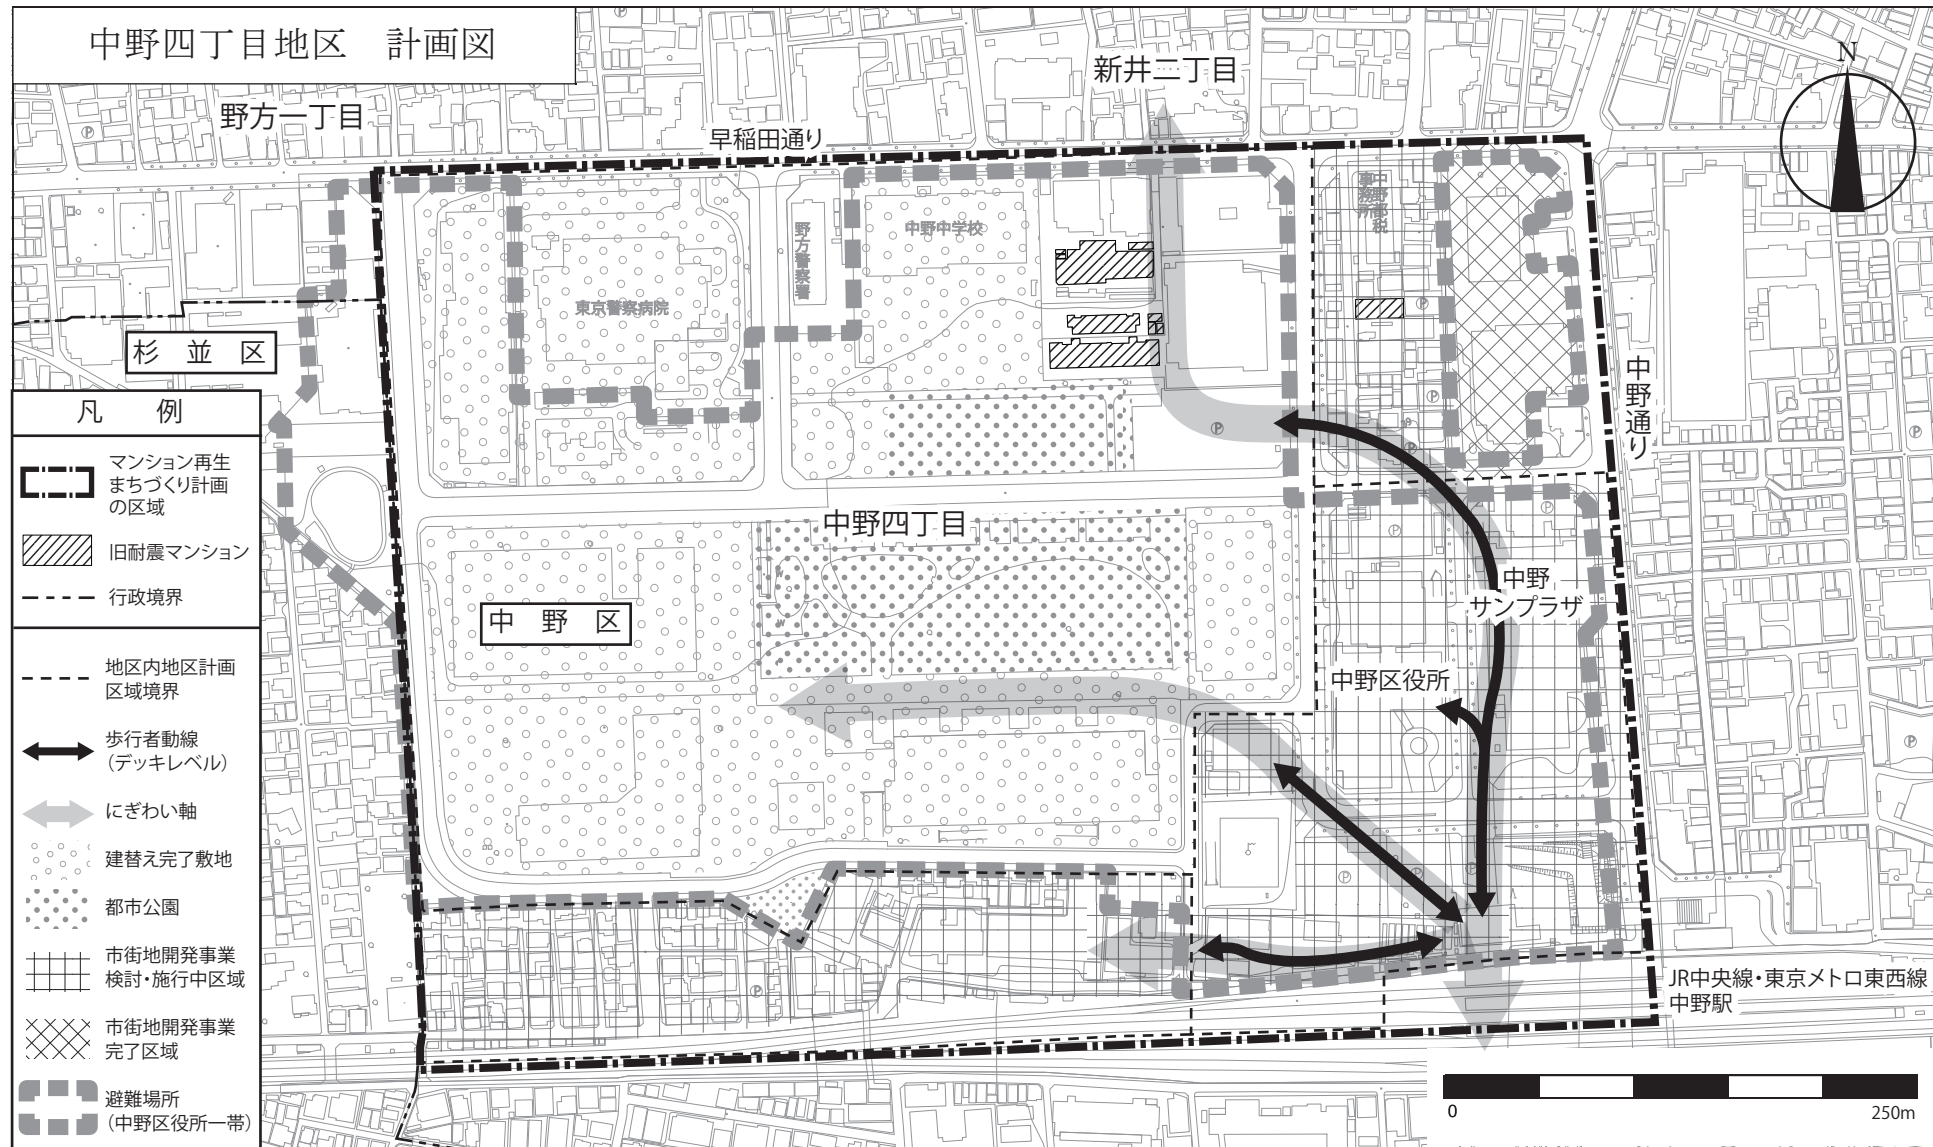 中野四丁目地区　計画図
N
新井二丁目
野方一丁目
早稲田通り
中野都税
事務所
野方警察署
中野中学校
東京警察病院
杉並区
中野通り
中野四丁目
中野区
中野
サンプラザ
中野区役所
JR中央線・東京メトロ東西線
中野駅
凡　例
マンション再生
まちづくり計画
の区域
旧耐震マンション
行政境界
地区内地区計画
区域境界
歩行者動線
（デッキレベル）
にぎわい軸
建替え完了敷地
都市公園
市街地開発事業
検討・施行中区域
市街地開発事業
完了区域
避難場所
（中野区役所一帯）
0
250m